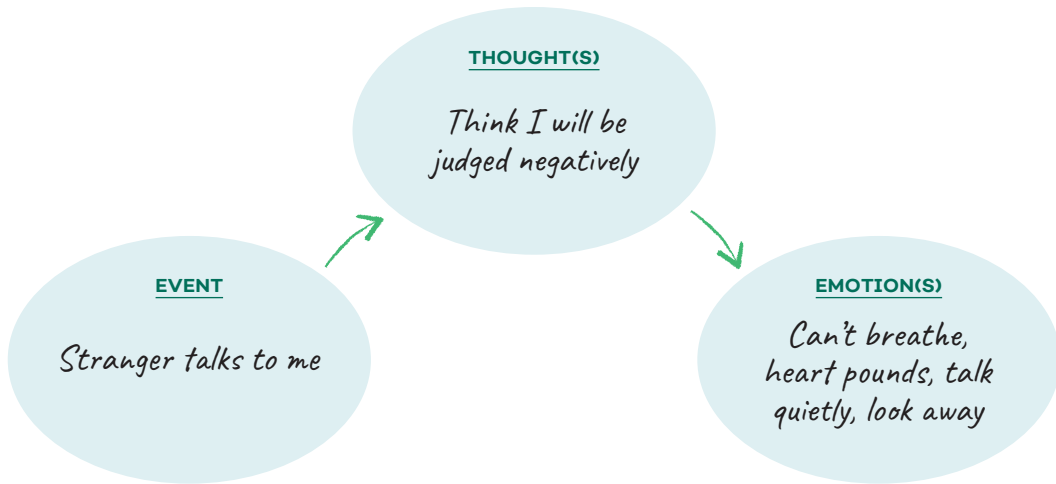 THOUGHT(S)
Think I will be
judged negatively
EVENT
Stranger talks to me
EMOTION(S)
Can't breathe,
heart pounds, talk
quietly, look away